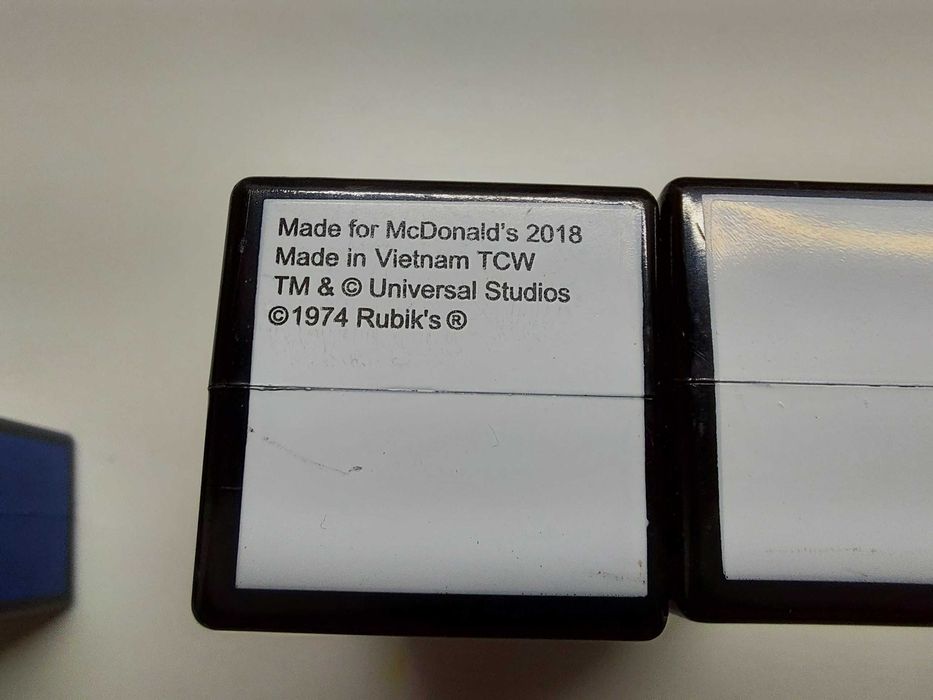 Made for McDonald's 2018
Made in Vietnam TCW
TM & © Universal Studios
©1974 Rubik's ®